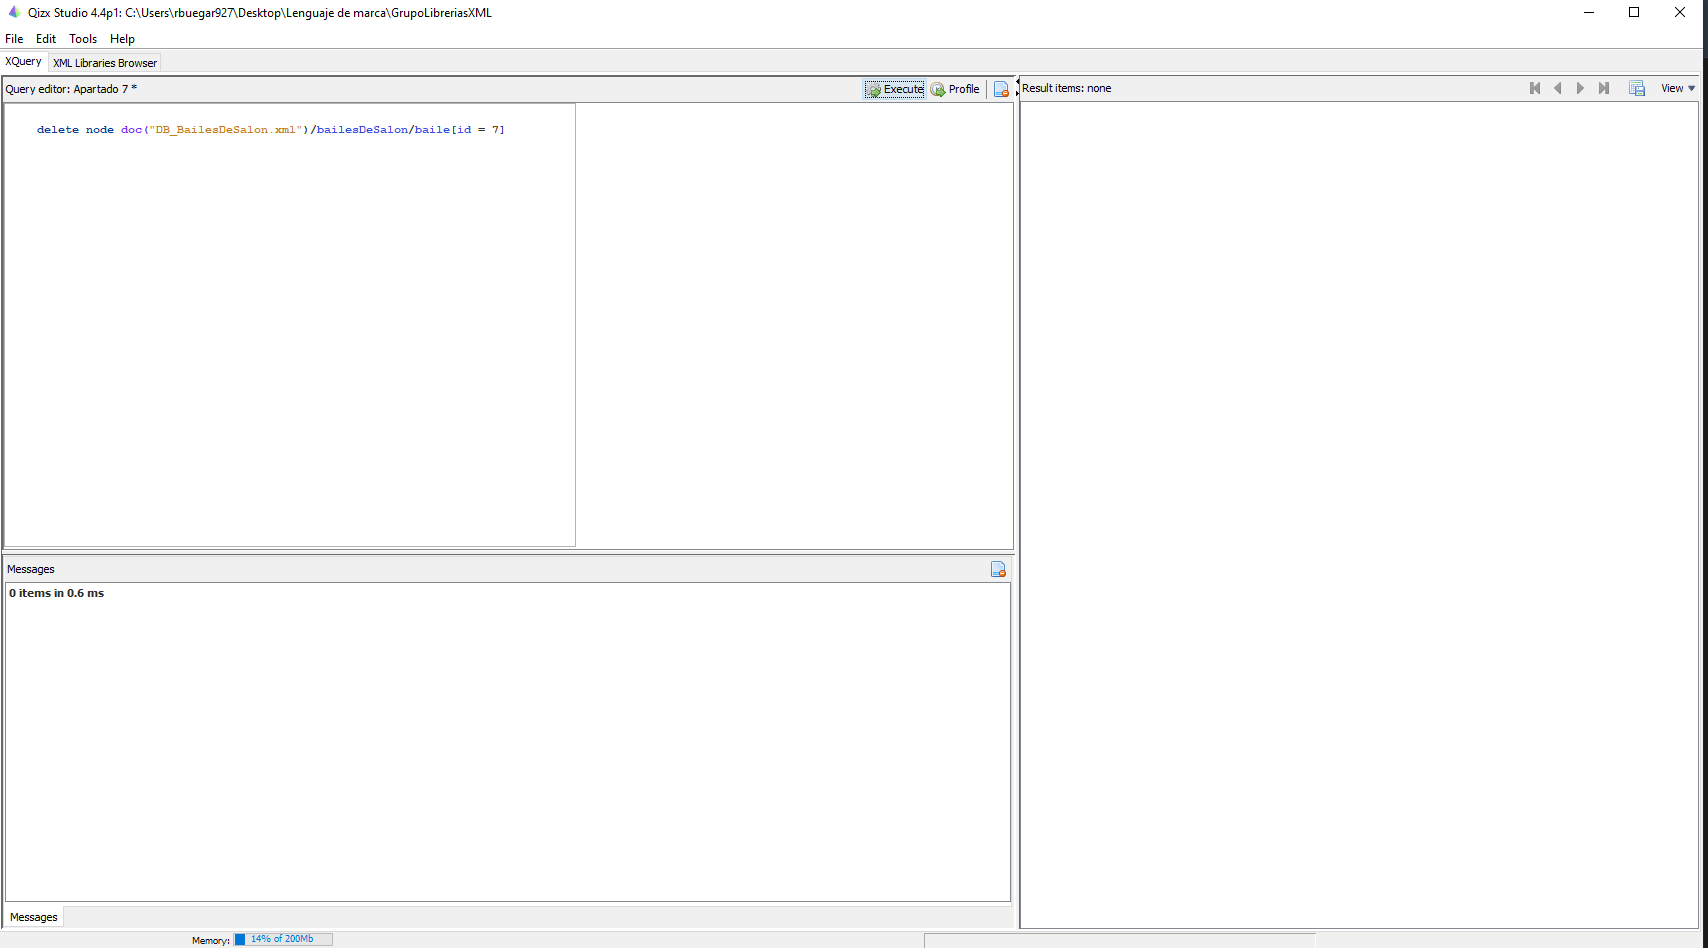 Qizx Studio 4.4p1: C:\Users\rbuegar927\Desktop\Lenguaje de marca\GrupoLibreriasXML
File Edit Tools Help
XQuery XML Libraries Browser
Query editor: Apartado 7 * Execute Profile
delete node doc("DB_BailesDeSalon.xml")/bailesDeSalon/baile[id = 7]
Messages
0 items in 0.6 ms
Messages
Result items: none View
Memory: 14% of 200Mb